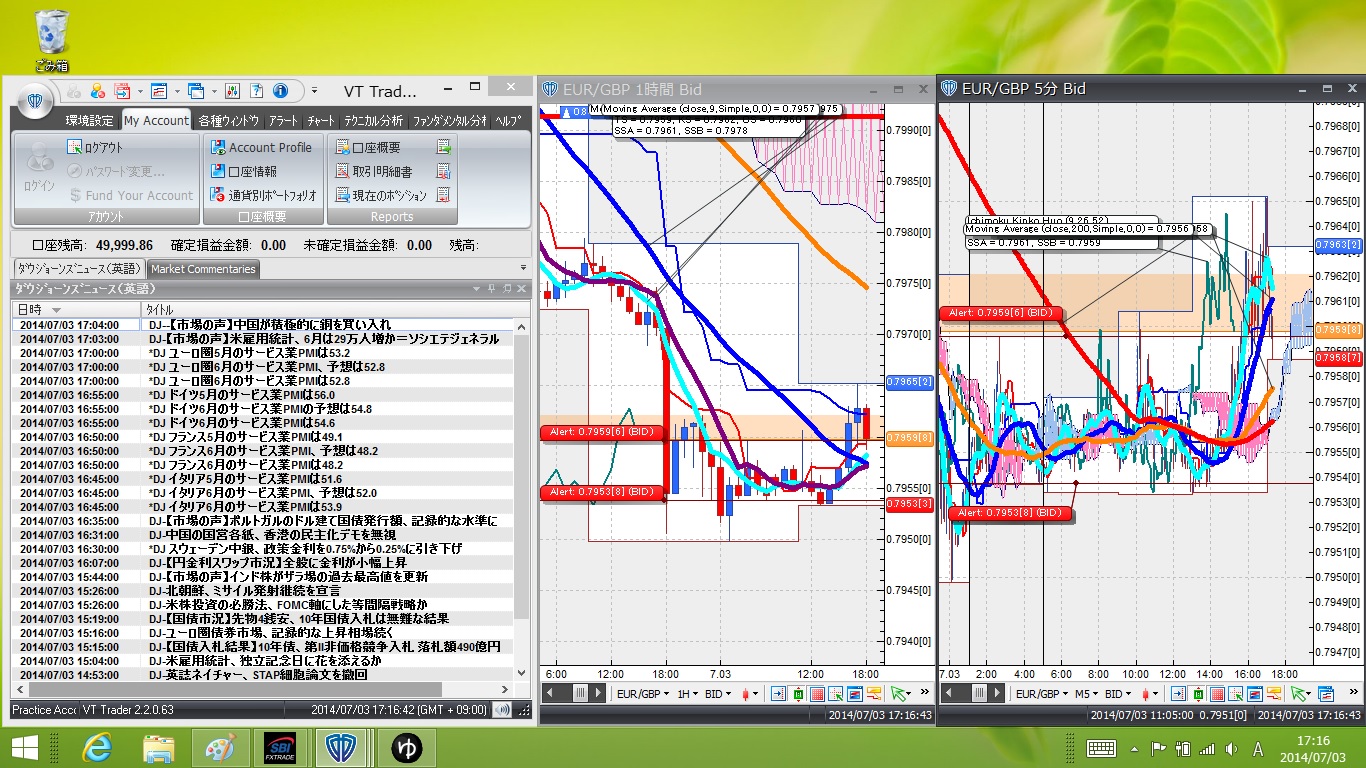 ごみ箱
VT Trad...
環境設定 My Account 各種ウィンドウ アラート チャート テクニカル分析 ファンダメンタル分析 ヘルプ
ログイン
ログアウト
パスワード変更...
Fund Your Account
アカウント
Account Profile
口座情報
通貨別ポートフォリオ
口座概要
口座概要
取引明細書
現在のポジション
Reports
口座残高: 49,999.86 確定損益金額: 0.00 未確定損益金額: 0.00 残高:
ダウジョーンズニュース(英語) Market Commentaries
ダウジョーンズニュース(英語)
日時 タイトル
2014/07/03 17:04:00 DJ-【市場の声】中国が積極的に銅を買い入れ
2014/07/03 17:03:00 DJ-【市場の声】米雇用統計、6月は29万人増か＝ソシエテジェネラル
2014/07/03 17:00:00 *DJ ユーロ圏5月のサービス業PMIは53.2
2014/07/03 17:00:00 *DJ ユーロ圏6月のサービス業PMI、予想は52.8
2014/07/03 17:00:00 *DJ ユーロ圏6月のサービス業PMIは52.8
2014/07/03 16:55:00 *DJ ドイツ5月のサービス業PMIは56.0
2014/07/03 16:55:00 *DJ ドイツ6月のサービス業PMIの予想は54.8
2014/07/03 16:55:00 *DJ ドイツ6月のサービス業PMIは54.6
2014/07/03 16:50:00 *DJ フランス5月のサービス業PMIは49.1
2014/07/03 16:50:00 *DJ フランス6月のサービス業PMI、予想は48.2
2014/07/03 16:50:00 *DJ フランス6月のサービス業PMIは48.2
2014/07/03 16:45:00 *DJ イタリア5月のサービス業PMIは51.6
2014/07/03 16:45:00 *DJ イタリア6月のサービス業PMI、予想は52.0
2014/07/03 16:45:00 *DJ イタリア6月のサービス業PMIは53.9
2014/07/03 16:35:00 DJ-【市場の声】ポルトガルのドル建て国債発行額、記録的な水準に
2014/07/03 16:31:00 DJ-中国の国営各紙、香港の民主化デモを無視
2014/07/03 16:30:00 *DJ スウェーデン中銀、政策金利を0.75%から0.25%に引き下げ
2014/07/03 16:07:00 DJ-【円金利スワップ市況】全般に金利が小幅上昇
2014/07/03 15:44:00 DJ-【市場の声】インド株がザラ場の過去最高値を更新
2014/07/03 15:26:00 DJ-北朝鮮、ミサイル発射継続を宣言
2014/07/03 15:26:00 DJ-米株投資の必勝法、FOMC軸にした等間隔戦略か
2014/07/03 15:19:00 DJ-【国債市況】先物4銭安、10年国債入札は無難な結果
2014/07/03 15:16:00 DJ-ユーロ圏債券市場、記録的な上昇相場続く
2014/07/03 15:15:00 DJ-【国債入札結果】10年債、第II非価格競争入札 落札額490億円
2014/07/03 15:04:00 DJ-米雇用統計、独立記念日に花を添えるか
2014/07/03 14:53:00 DJ-英誌ネイチャー、STAP細胞論文を撤回
Practice Acc VT Trader 2.2.0.63 2014/07/03 17:16:42 (GMT + 09:00)
EUR/GBP 1時間 Bid
Moving Average (close,9,Simple,0,0) = 0.7957 975
SSA = 0.7961, SSB = 0.7978
Alert: 0.7959[6] (BID)
Alert: 0.7953[8] (BID)
0.7990[0]
0.7985[0]
0.7980[0]
0.7975[0]
0.7970[0]
0.7965[2]
0.7959[8]
0.7955[0]
0.7953[3]
0.7950[0]
0.7945[0]
0.7940[0]
6:00 12:00 18:00 7.03 12:00 18:00
EUR/GBP 1H BID
2014/07/03 17:16:43
EUR/GBP 5分 Bid
Ichimoku Kinko Hyo (9,26,52)
Moving Average (close,200,Simple,0,0) = 0.7956 958
SSA = 0.7961, SSB = 0.7959
Alert: 0.7959[6] (BID)
Alert: 0.7953[8] (BID)
0.7968[0]
0.7967[0]
0.7966[0]
0.7965[0]
0.7964[0]
0.7963[2]
0.7962[0]
0.7961[0]
0.7959[8]
0.7958[7]
0.7958[0]
0.7957[0]
0.7956[0]
0.7955[0]
0.7954[0]
0.7953[0]
0.7952[0]
0.7951[0]
0.7950[0]
0.7949[0]
0.7948[0]
0.7947[0]
7.03 2:00 4:00 6:00 8:00 10:00 12:00 14:00 16:00 18:00
EUR/GBP M5 BID
2014/07/03 11:05:00 0.7951[0] 2014/07/03 17:16:43
SBI
FXTRADE
ゆ
A
17:16
2014/07/03